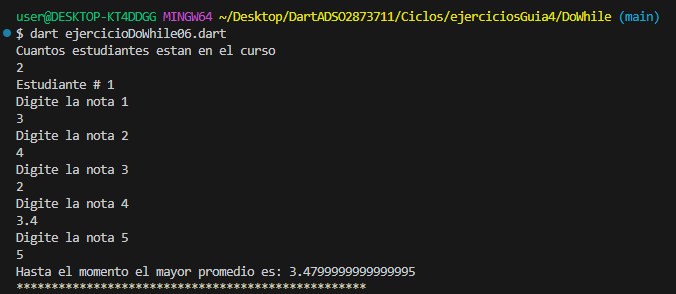 user@DESKTOP-KT4DDGG MINGW64 ~/Desktop/DartADSO2873711/Ciclos/ejerciciosGuia4/DoWhile (main)
$ dart ejercicioDoWhile06.dart
Cuantos estudiantes estan en el curso
2
Estudiante # 1
Digite la nota 1
3
Digite la nota 2
4
Digite la nota 3
2
Digite la nota 4
3.4
Digite la nota 5
5
Hasta el momento el mayor promedio es: 3.4799999999999995
**************************************************